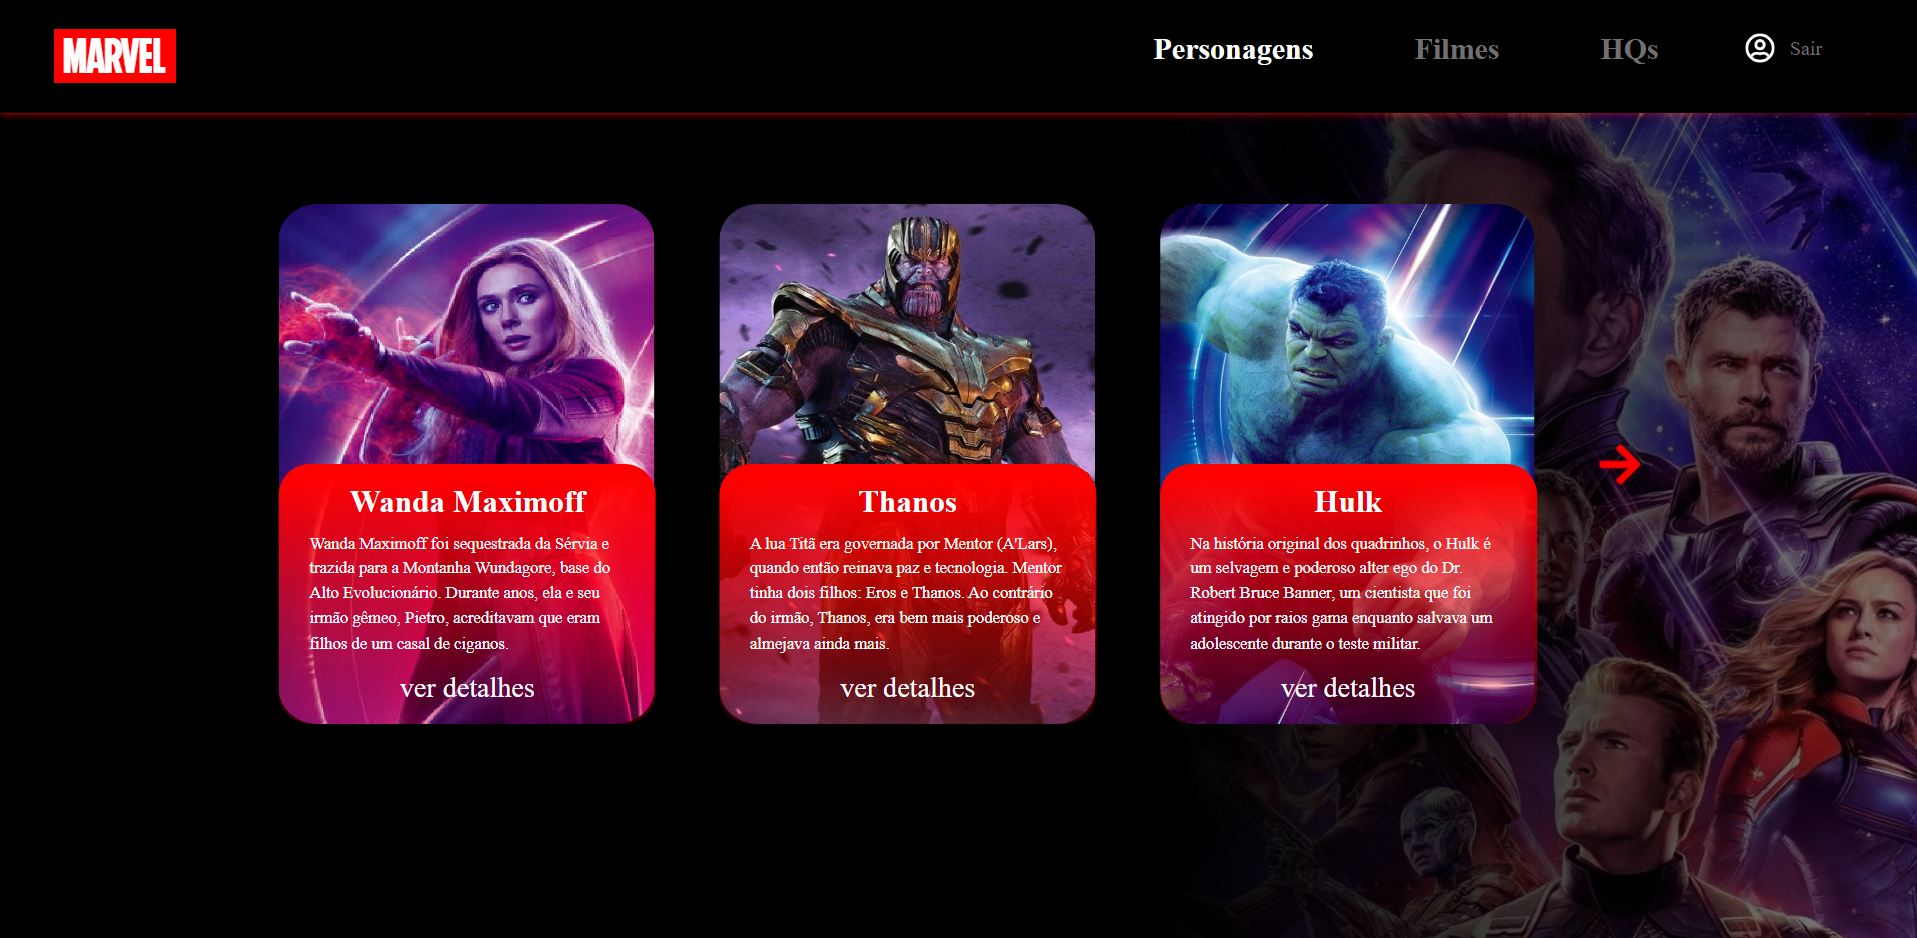 MARVEL
Personagens
Filmes
HQs
Sair
Wanda Maximoff
Wanda Maximoff foi sequestrada da Sérvia e
trazida para a Montanha Wundagore, base do
Alto Evolucionário. Durante anos, ela e seu
irmão gêmeo, Pietro, acreditavam que eram
filhos de um casal de ciganos.
ver detalhes
Thanos
A lua Titã era governada por Mentor (A'Lars),
quando então reinava paz e tecnologia. Mentor
tinha dois filhos: Eros e Thanos. Ao contrário
do irmão, Thanos, era bem mais poderoso e
almejava ainda mais.
ver detalhes
Hulk
Na história original dos quadrinhos, o Hulk é
um selvagem e poderoso alter ego do Dr.
Robert Bruce Banner, um cientista que foi
atingido por raios gama enquanto salvava um
adolescente durante o teste militar.
ver detalhes